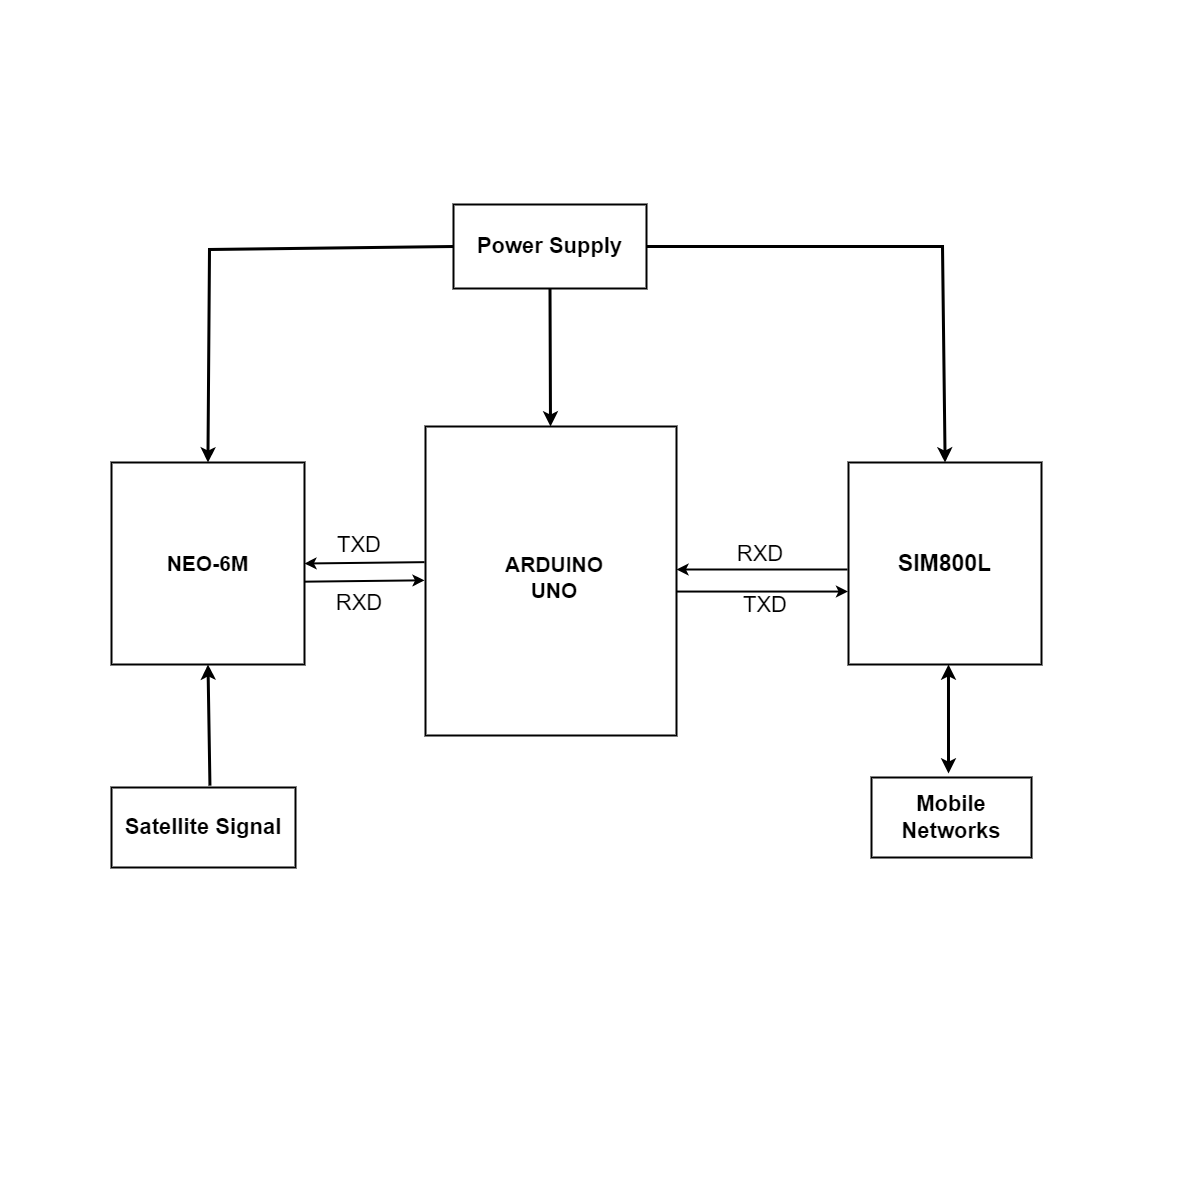 Power Supply
NEO-6M
TXD
RXD
ARDUINO
UNO
RXD
TXD
SIM800L
Satellite Signal
Mobile
Networks